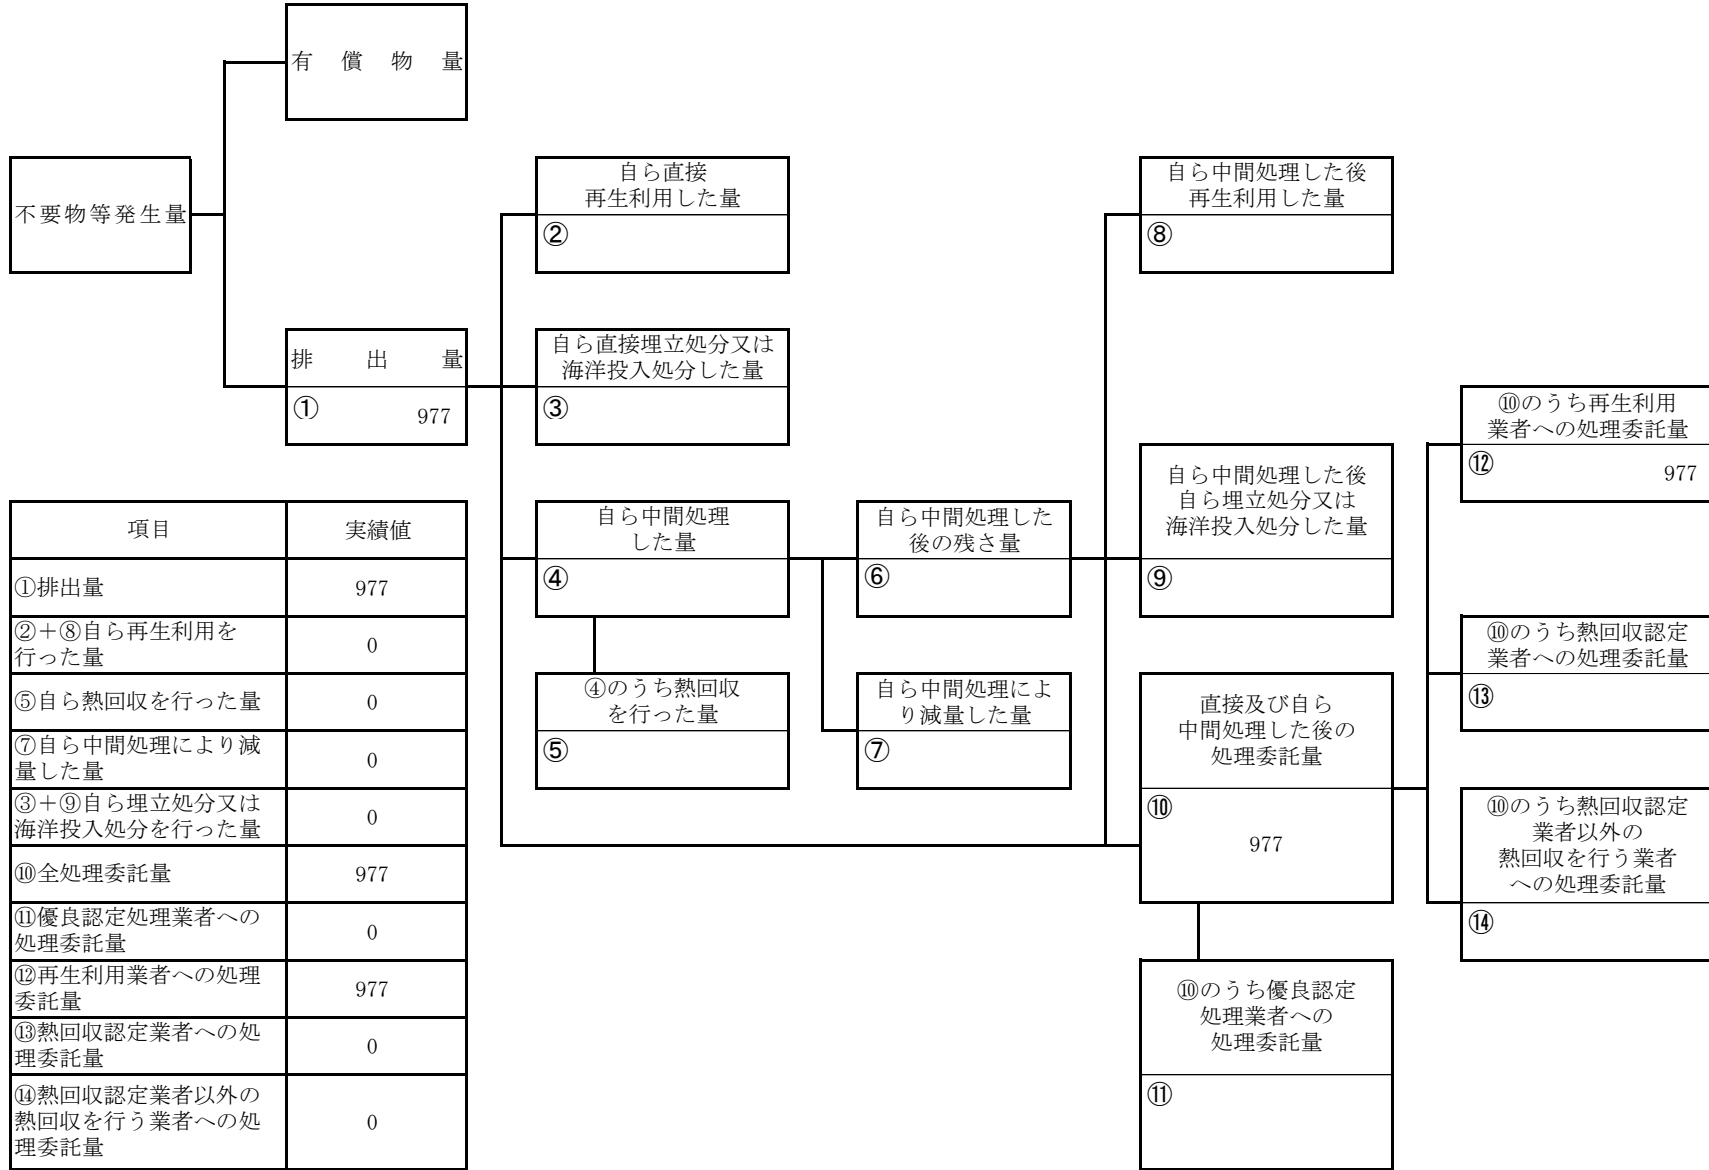 有償物量
不要物等発生量
排出量
① 977
自ら直接
再生利用した量
②
自ら直接埋立処分又は
海洋投入処分した量
③
自ら中間処理
した量
④
④のうち熱回収
を行った量
⑤
自ら中間処理した
後の残さ量
⑥
自ら中間処理によ
り減量した量
⑦
自ら中間処理した後
再生利用した量
⑧
自ら中間処理した後
自ら埋立処分又は
海洋投入処分した量
⑨
直接及び自ら
中間処理した後の
処理委託量
⑩
977
⑩のうち優良認定
処理業者への
処理委託量
⑪
⑩のうち再生利用
業者への処理委託量
⑫ 977
⑩のうち熱回収認定
業者への処理委託量
⑬
⑩のうち熱回収認定
業者以外の
熱回収を行う業者
への処理委託量
⑭
項目 実績値
①排出量 977
②＋⑧自ら再生利用を
行った量 0
⑤自ら熱回収を行った量 0
⑦自ら中間処理により減
量した量 0
③＋⑨自ら埋立処分又は
海洋投入処分を行った量 0
⑩全処理委託量 977
⑪優良認定処理業者への
処理委託量 0
⑫再生利用業者への処理
委託量 977
⑬熱回収認定業者への処
理委託量 0
⑭熱回収認定業者以外の
熱回収を行う業者への処
理委託量 0